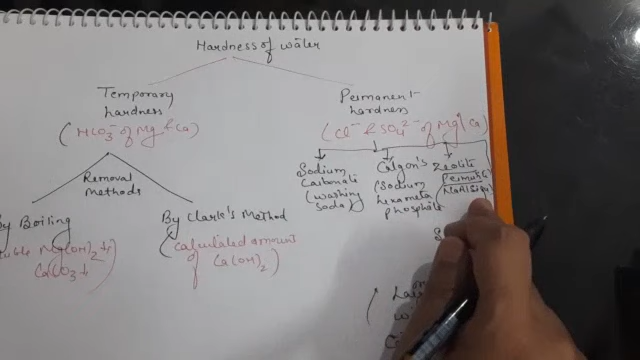 Hardness of water
Temporary
hardness
(HCO3⁻ of Mg & Ca)
Removal
Methods
By Boiling
Mg(OH)2↓
CaCO3↓)
By Clarke's Method
(calculated amount
of Ca(OH)2)
Permanent
hardness
(Cl⁻ & SO4²⁻ of Mg & Ca)
Sodium
Carbonate
(washing
soda)
Calgon's
(Sodium
hexameta
phosphate
Zeolite